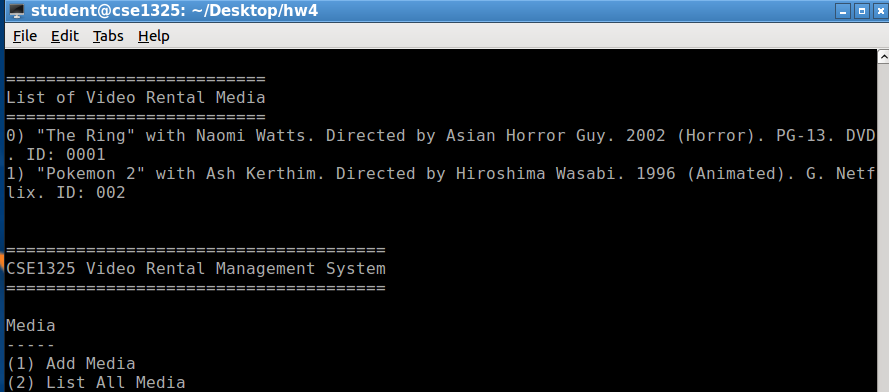 student@cse1325: ~/Desktop/hw4
File Edit Tabs Help
==========================
List of Video Rental Media
==========================
0) "The Ring" with Naomi Watts. Directed by Asian Horror Guy. 2002 (Horror). PG-13. DVD
. ID: 0001
1) "Pokemon 2" with Ash Kerthim. Directed by Hiroshima Wasabi. 1996 (Animated). G. Netf
lix. ID: 002
======================================
CSE1325 Video Rental Management System
======================================
Media
-----
(1) Add Media
(2) List All Media